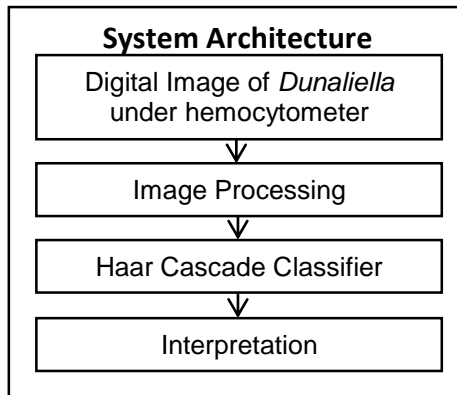 System Architecture
Digital Image of Dunaliella
under hemocytometer
Image Processing
Haar Cascade Classifier
Interpretation